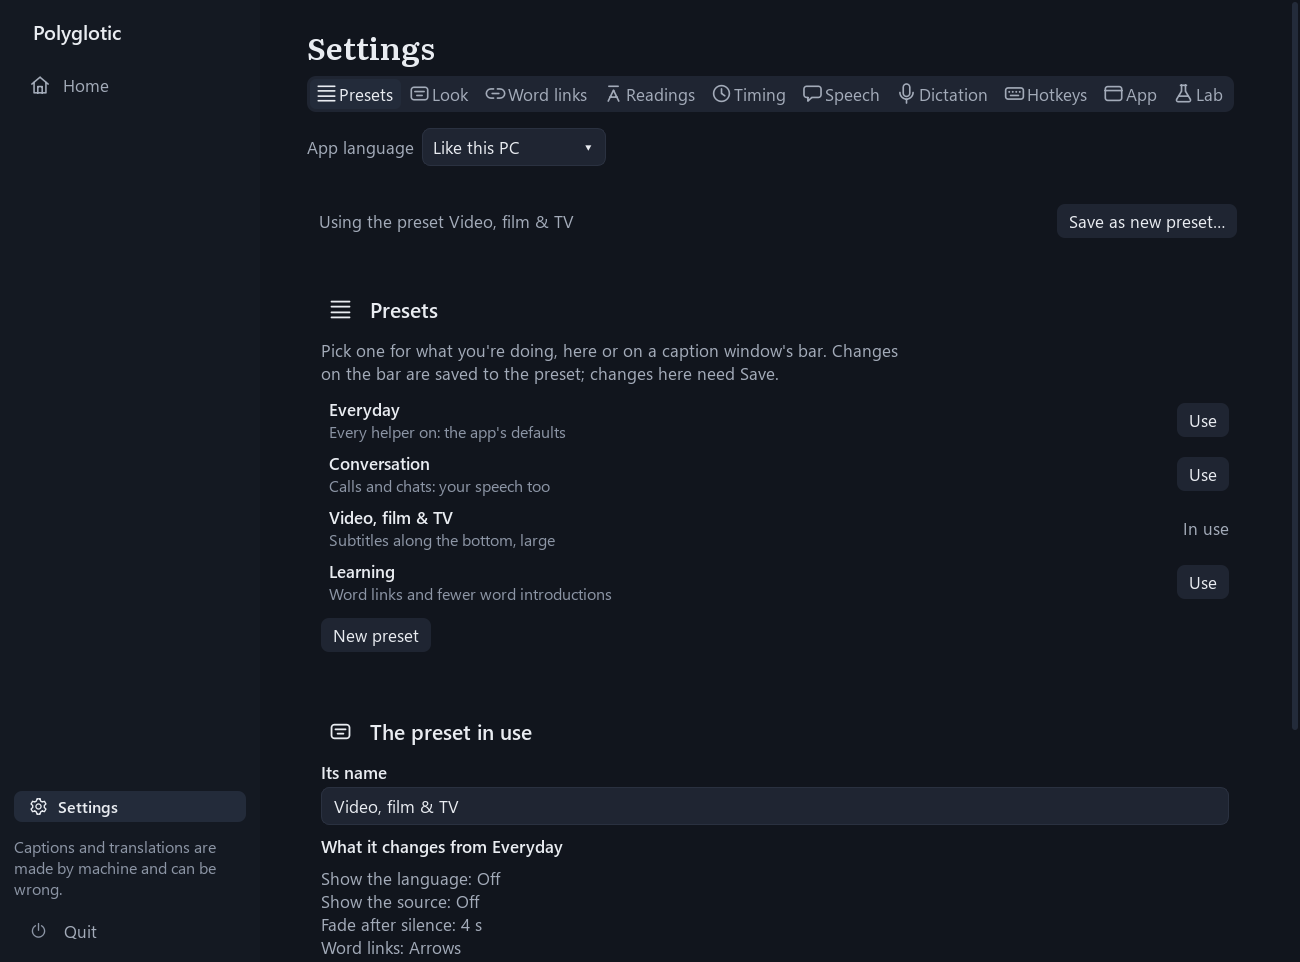 Polyglotic
Home
Settings
Presets
Look
Word links
Readings
Timing
Speech
Dictation
Hotkeys
App
Lab
App language
Like this PC
Using the preset Video, film & TV
Save as new preset...
Presets
Pick one for what you're doing, here or on a caption window's bar. Changes
on the bar are saved to the preset; changes here need Save.
Everyday
Every helper on: the app's defaults
Use
Conversation
Calls and chats: your speech too
Use
Video, film & TV
Subtitles along the bottom, large
In use
Learning
Word links and fewer word introductions
Use
New preset
The preset in use
Its name
Video, film & TV
What it changes from Everyday
Show the language: Off
Show the source: Off
Fade after silence: 4 s
Word links: Arrows
Settings
Captions and translations are
made by machine and can be
wrong.
Quit